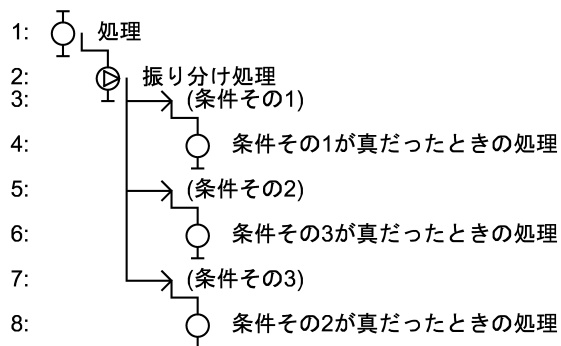 1: 処理
2: 振り分け処理
3: (条件その1)
4: 条件その1が真だったときの処理
5: (条件その2)
6: 条件その3が真だったときの処理
7: (条件その3)
8: 条件その2が真だったときの処理